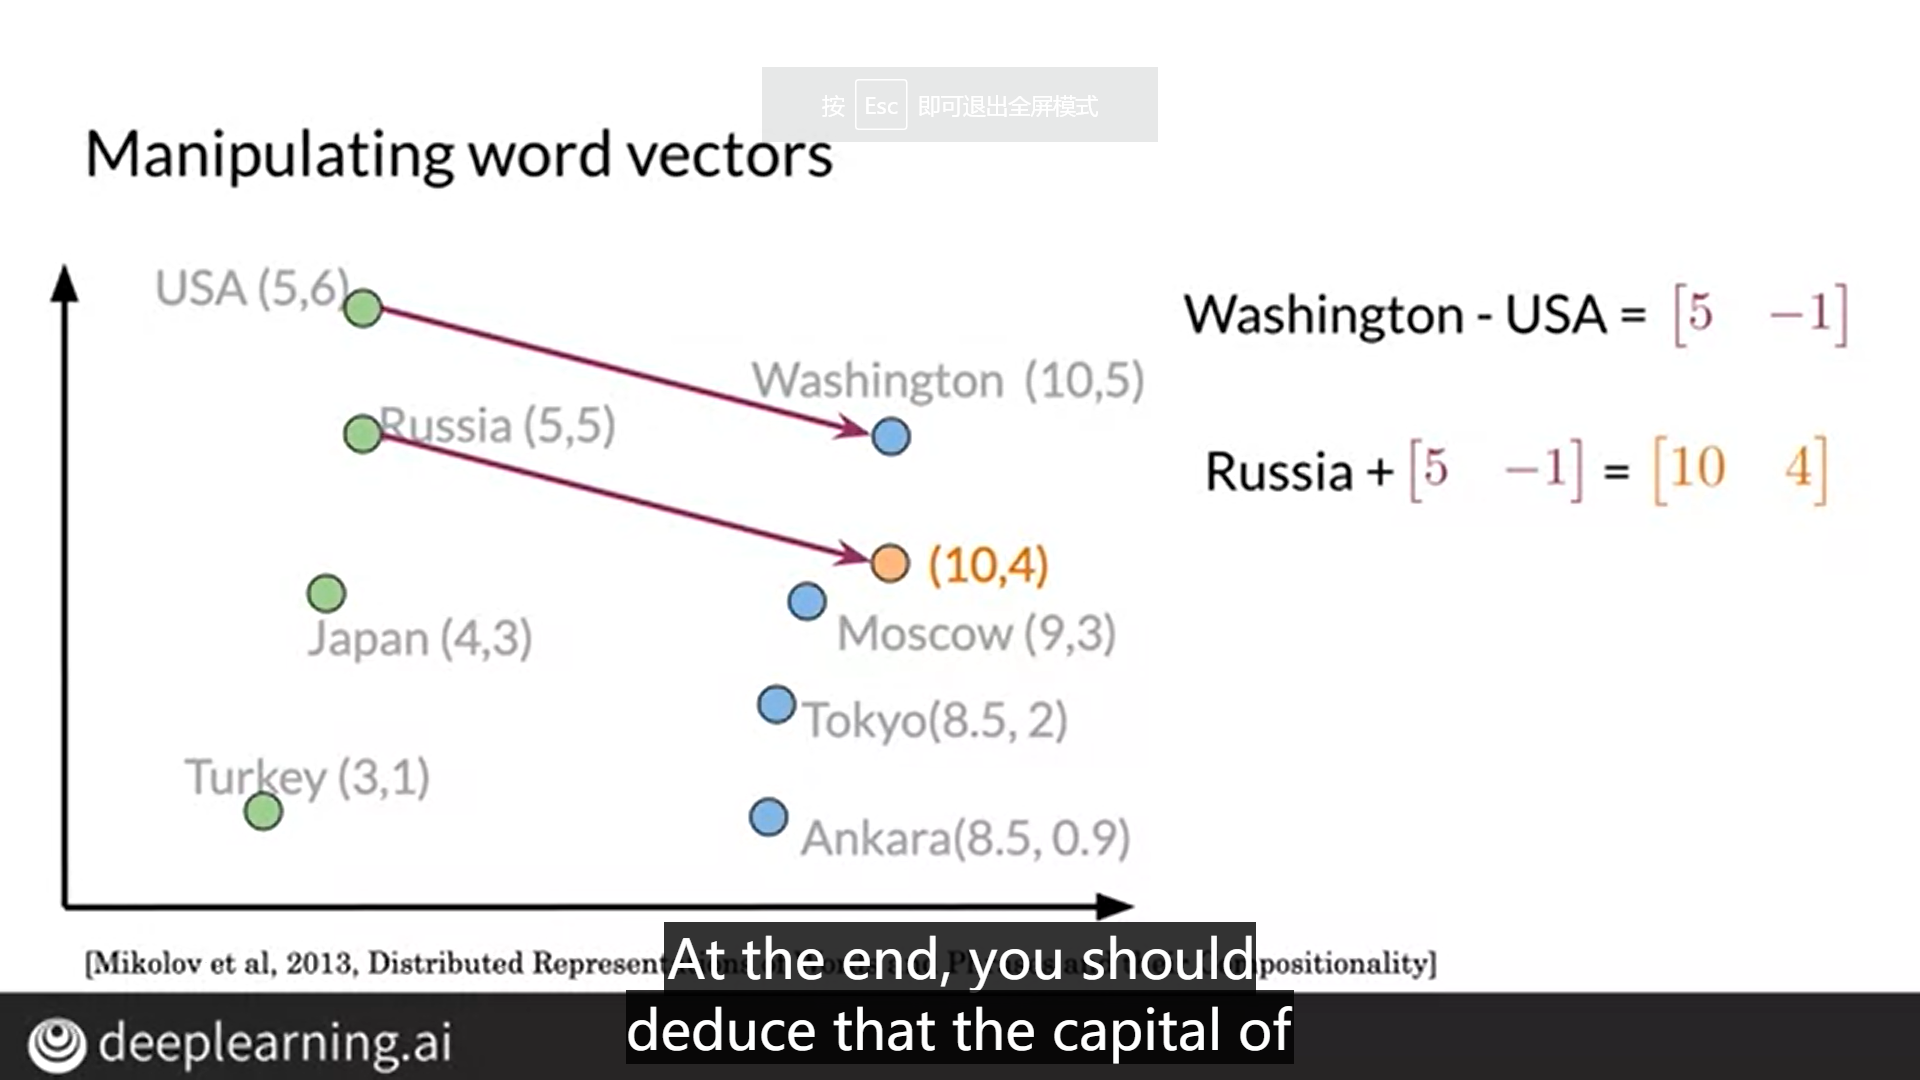 按 Esc 即可退出全屏模式
Manipulating word vectors
USA (5,6)
Washington - USA = [5 −1]
Washington (10,5)
Russia (5,5)
Russia + [5 −1] = [10 4]
(10,4)
Japan (4,3)
Moscow (9,3)
Tokyo(8.5, 2)
Turkey (3,1)
Ankara(8.5, 0.9)
[Mikolov et al, 2013, Distributed Represent
positionality]
At the end, you should
deduce that the capital of
deeplearning.ai